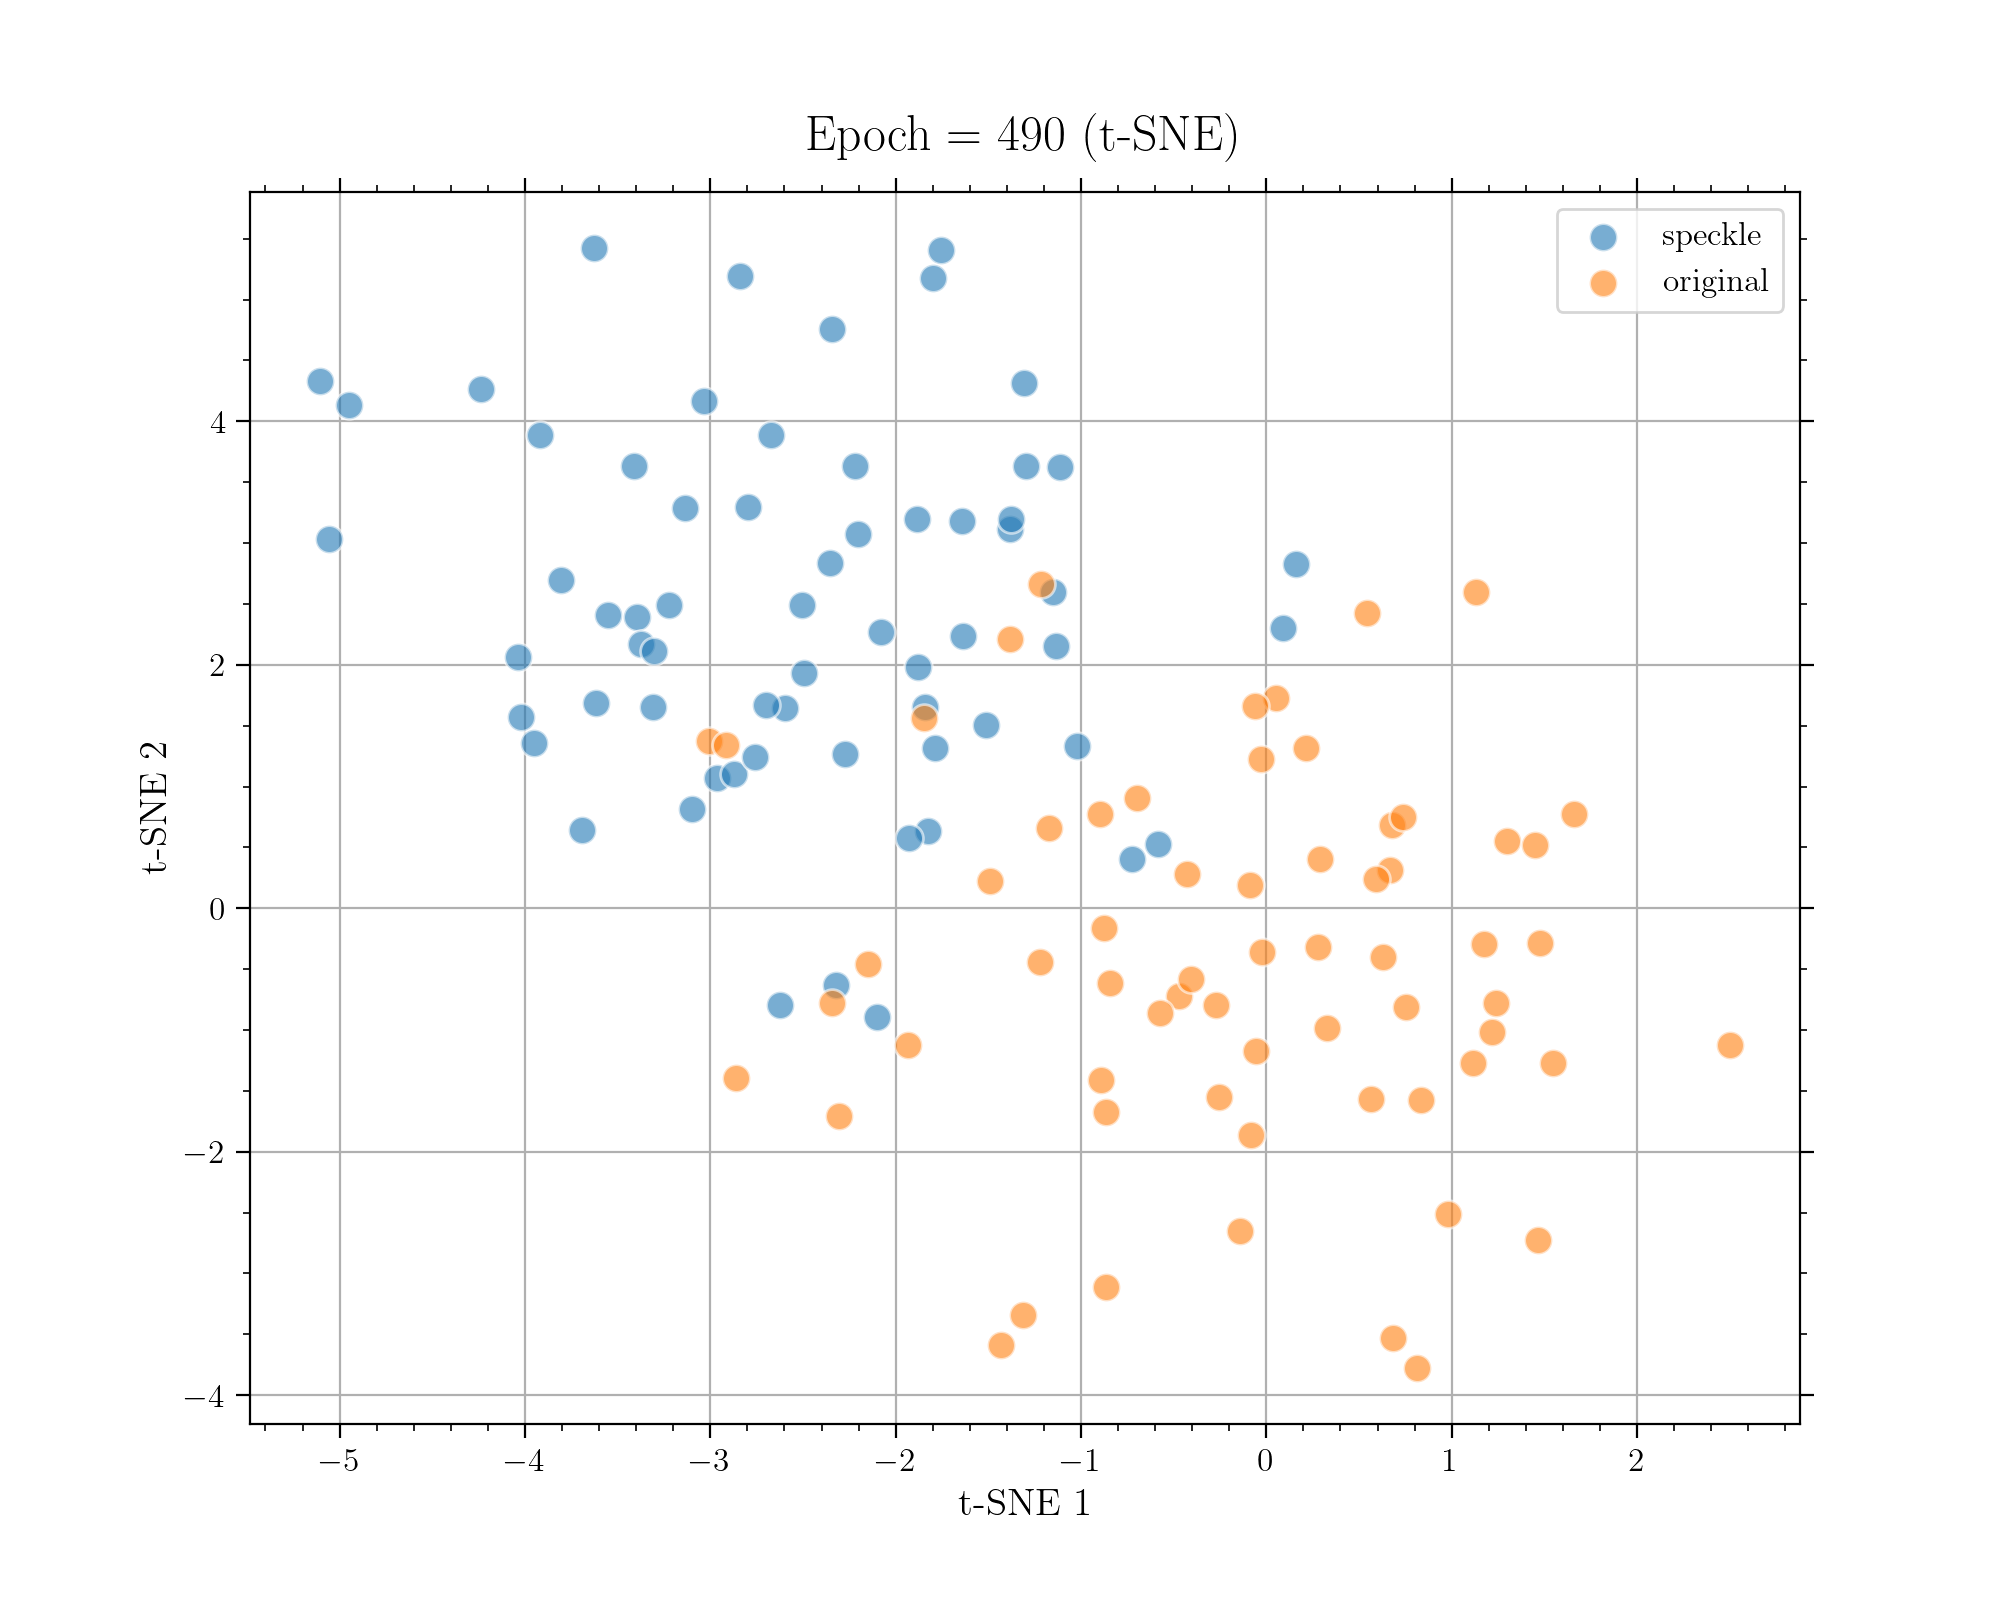 Epoch = 490 (t-SNE)
speckle
original
4
2
0
−2
−4
t-SNE 2
−5
−4
−3
−2
−1
0
1
2
t-SNE 1